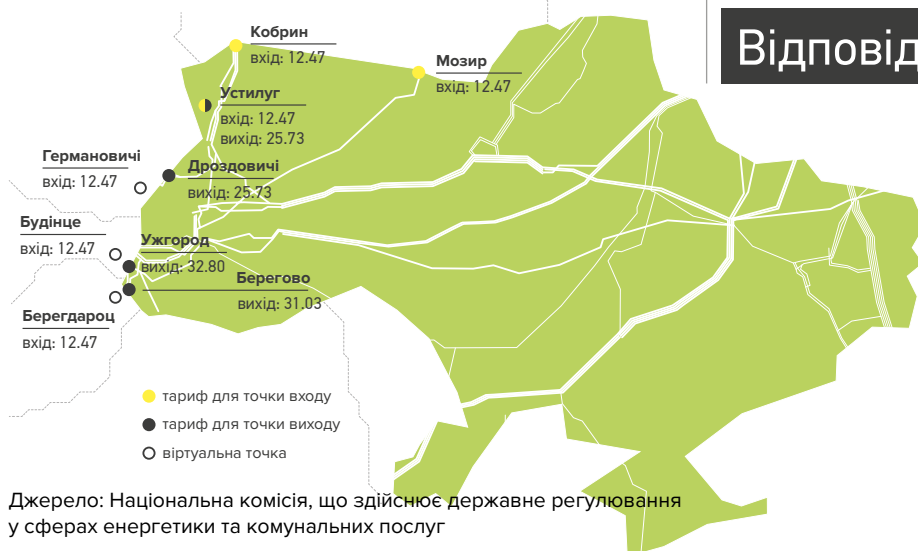 Відповід
Кобрин
вхід: 12.47
Мозир
вхід: 12.47
Устилуг
вхід: 12.47
вихід: 25.73
Германовичі
вхід: 12.47
Дроздовичі
вихід: 25.73
Будінце
вхід: 12.47
Ужгород
вихід: 32.80
Берегово
вихід: 31.03
Берегдароц
вхід: 12.47
тариф для точки входу
тариф для точки виходу
віртуальна точка
Джерело: Національна комісія, що здійснює державне регулювання
у сферах енергетики та комунальних послуг